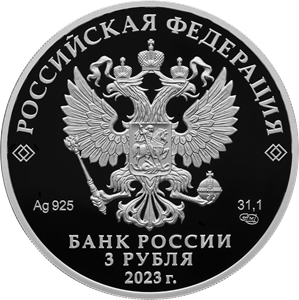 РОССИЙСКАЯ ФЕДЕРАЦИЯ
Ag 925
31,1
БАНК РОССИИ
3 РУБЛЯ
2023 г.